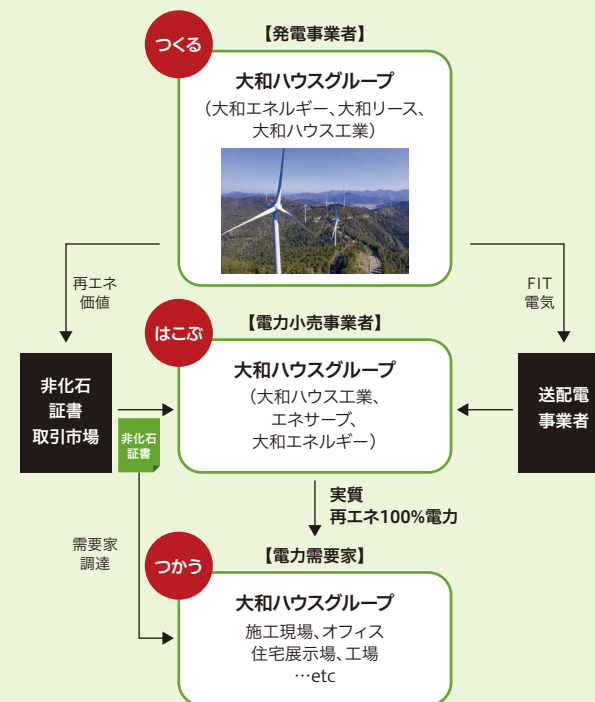 つくる
【発電事業者】
大和ハウスグループ
(大和エネルギー、大和リース、
大和ハウス工業)
再エネ
価値
FIT
電気
はこぶ
【電力小売事業者】
大和ハウスグループ
(大和ハウス工業、
エネサーブ、
大和エネルギー)
非化石
証書
取引市場
非化石
証書
送配電
事業者
実質
再エネ100%電力
需要家
調達
つかう
【電力需要家】
大和ハウスグループ
施工現場、オフィス
住宅展示場、工場
…etc